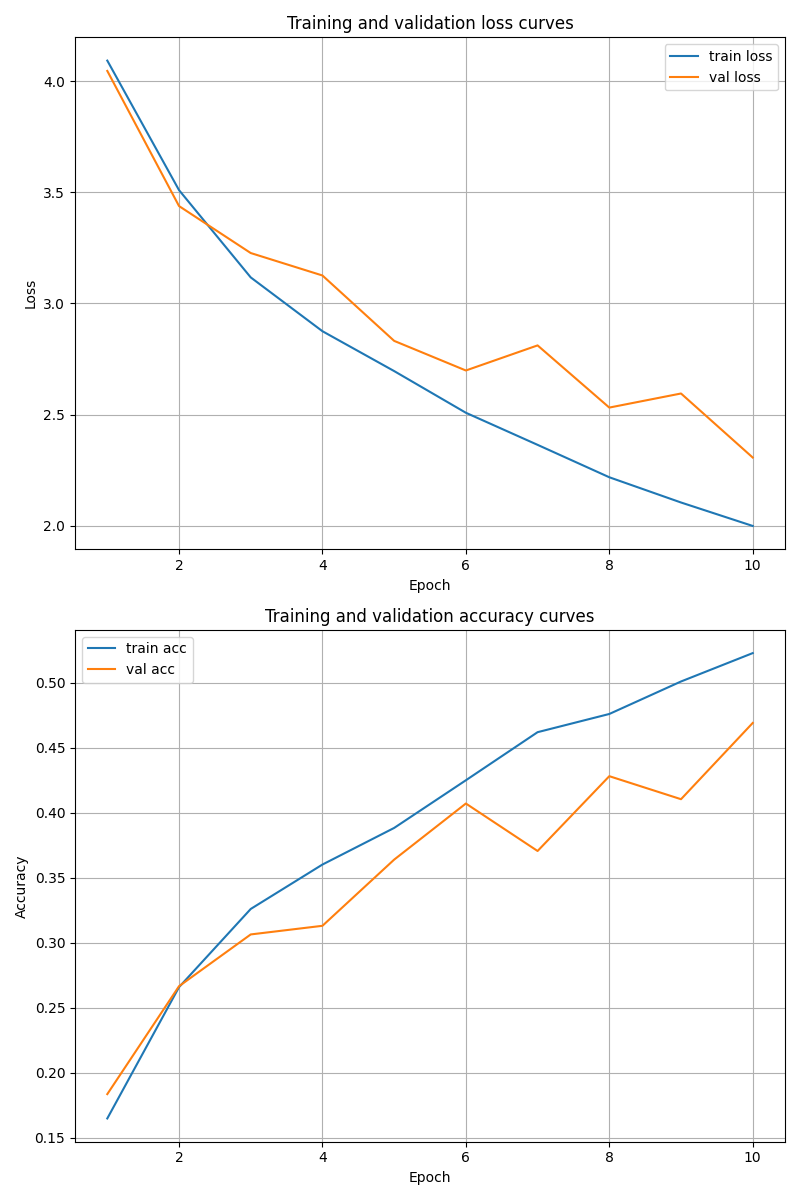 Training and validation loss curves
train loss
val loss
4.0
3.5
3.0
2.5
2.0
Loss
2 4 6 8 10
Epoch
Training and validation accuracy curves
train acc
val acc
0.50
0.45
0.40
0.35
0.30
0.25
0.20
0.15
Accuracy
2 4 6 8 10
Epoch